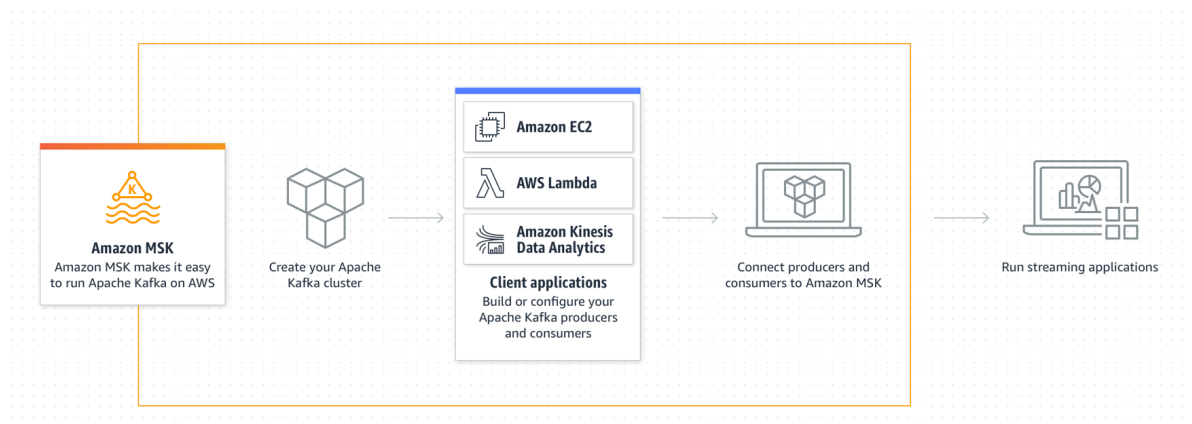 K
Amazon MSK
Amazon MSK makes it easy
to run Apache Kafka on AWS
Create your Apache
Kafka cluster
Amazon EC2
AWS Lambda
Amazon Kinesis
Data Analytics
Client applications
Build or configure your
Apache Kafka producers
and consumers
Connect producers and
consumers to Amazon MSK
Run streaming applications